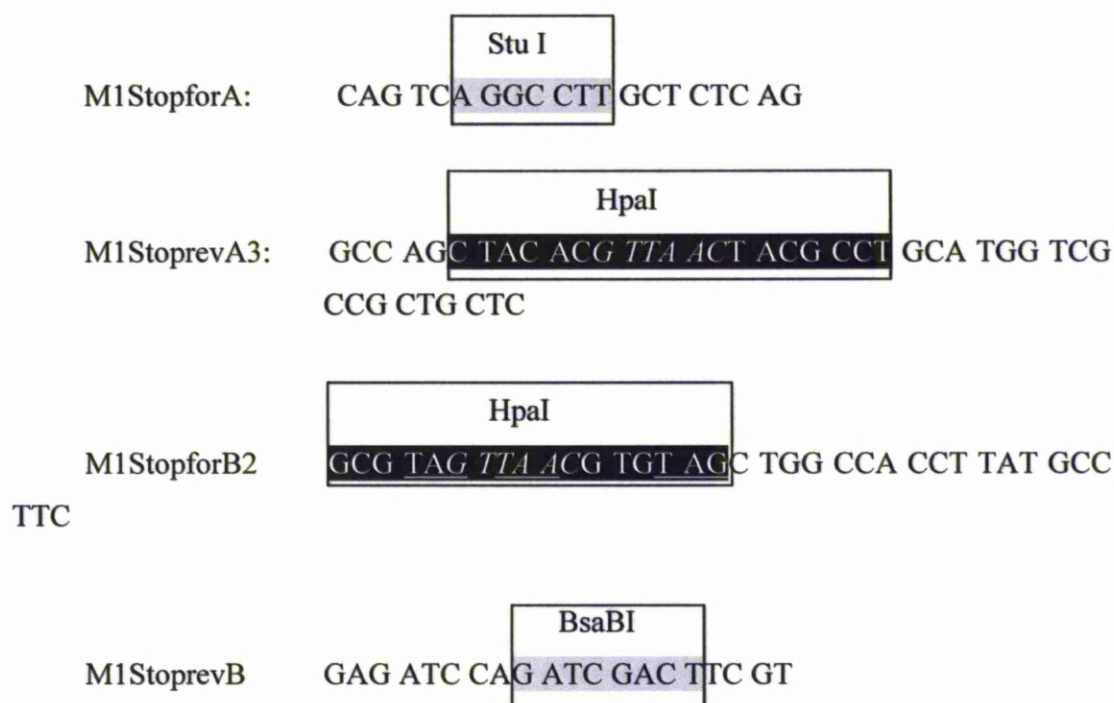 Stu I
M1StopforA: CAG TCA GGCC CTT GCT CTC AG
HpaI
M1StoprevA3: GCC AGC TAC ACG TTA ACT ACG CCT GCA TGG TCG
CCG CTG CTC
HpaI
M1StopforB2 GCG TAG TTA ACG TGT AGC TGG CCA CCT TAT GCC
TTC
BsaBI
M1StoprevB GAG ATC CAG ATC GAC TTC GT